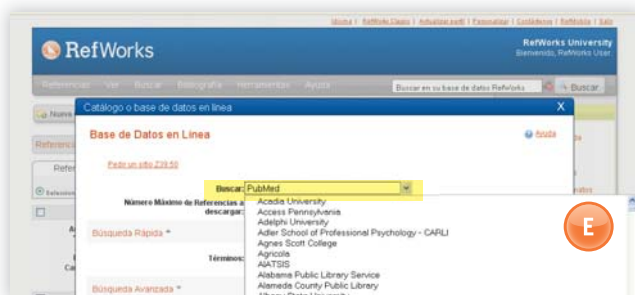 Idioma | RefWorks Classic | Actualizar perfil | Personalizar | Contáctenos | RefMobile | Salir
RefWorks
RefWorks University
Bienvenido, RefWorks User.
Referencias Ver Buscar Bibliografía Herramientas Ayuda
Buscar en su base de datos RefWorks
Buscar
Catálogo o base de datos en línea
X
Base de Datos en Línea
Ayuda
Pedir un sitio Z39.50
Buscar: PubMed
Número Máximo de Referencias a
descargar:
Acadia University
Access Pennsylvania
Adelphi University
Adler School of Professional Psychology - CARLI
Búsqueda Rápida
Agnes Scott College
Términos:
Agricola
AIATSIS
Alabama Public Library Service
Búsqueda Avanzada
Alameda County Public Library
Albany State University
E